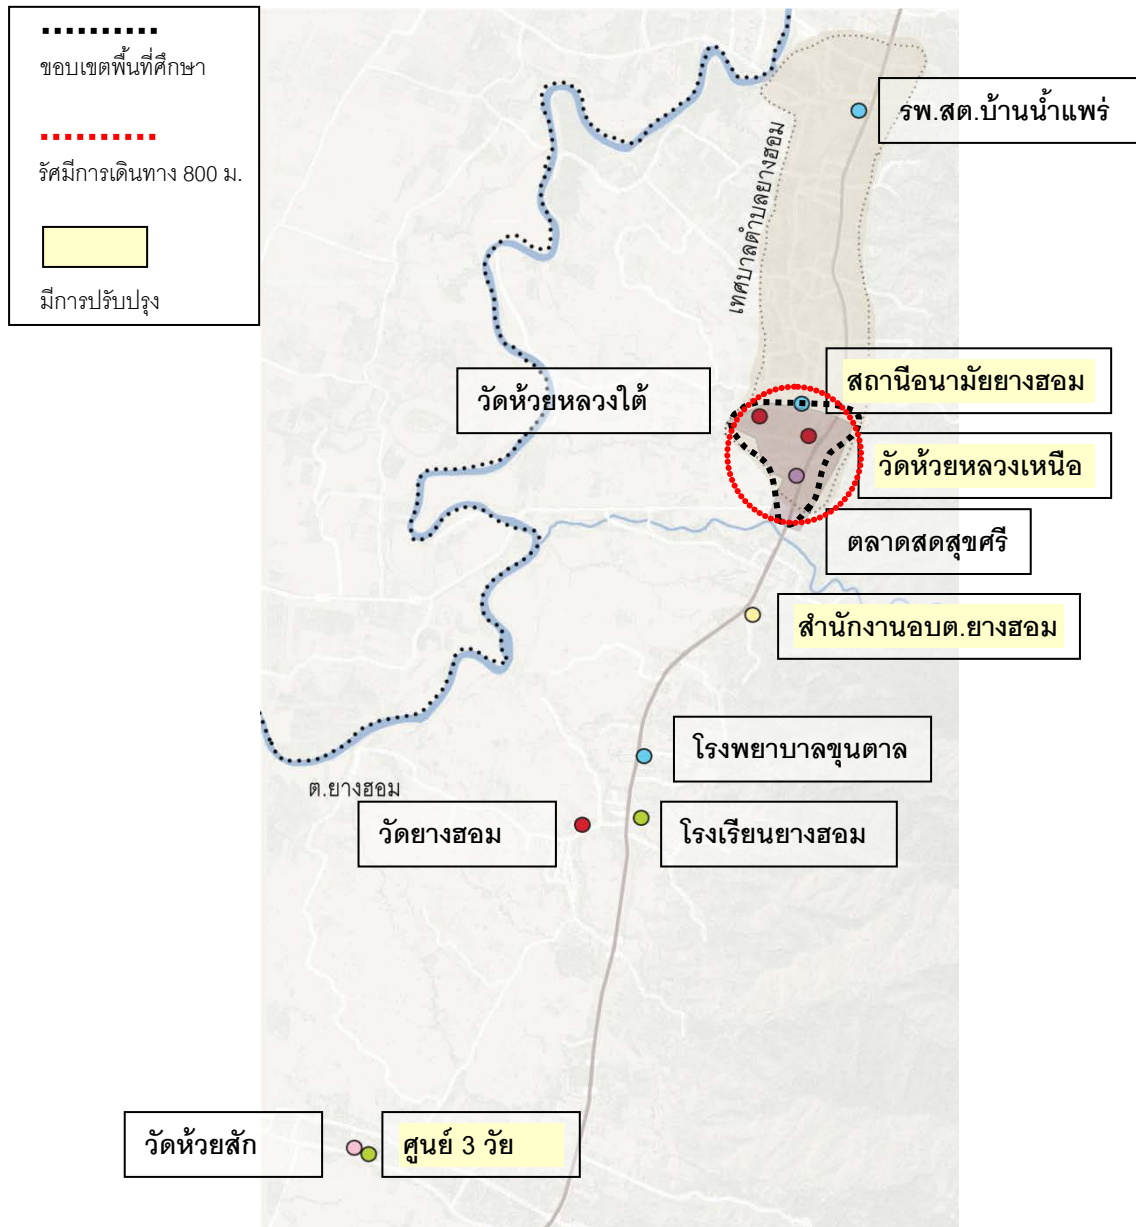 ขอบเขตพื้นที่ศึกษา
รัศมีการเดินทาง 800 ม.
มีการปรับปรุง
รพ.สต.บ้านน้ำแพร่
เทศบาลตำบลยางฮอม
สถานีอนามัยยางฮอม
วัดห้วยหลวงใต้
วัดห้วยหลวงเหนือ
ตลาดสดสุขศรี
สำนักงานอบต.ยางฮอม
โรงพยาบาลขุนตาล
ต.ยางฮอม
วัดยางฮอม
โรงเรียนยางฮอม
วัดห้วยสัก
ศูนย์ 3 วัย